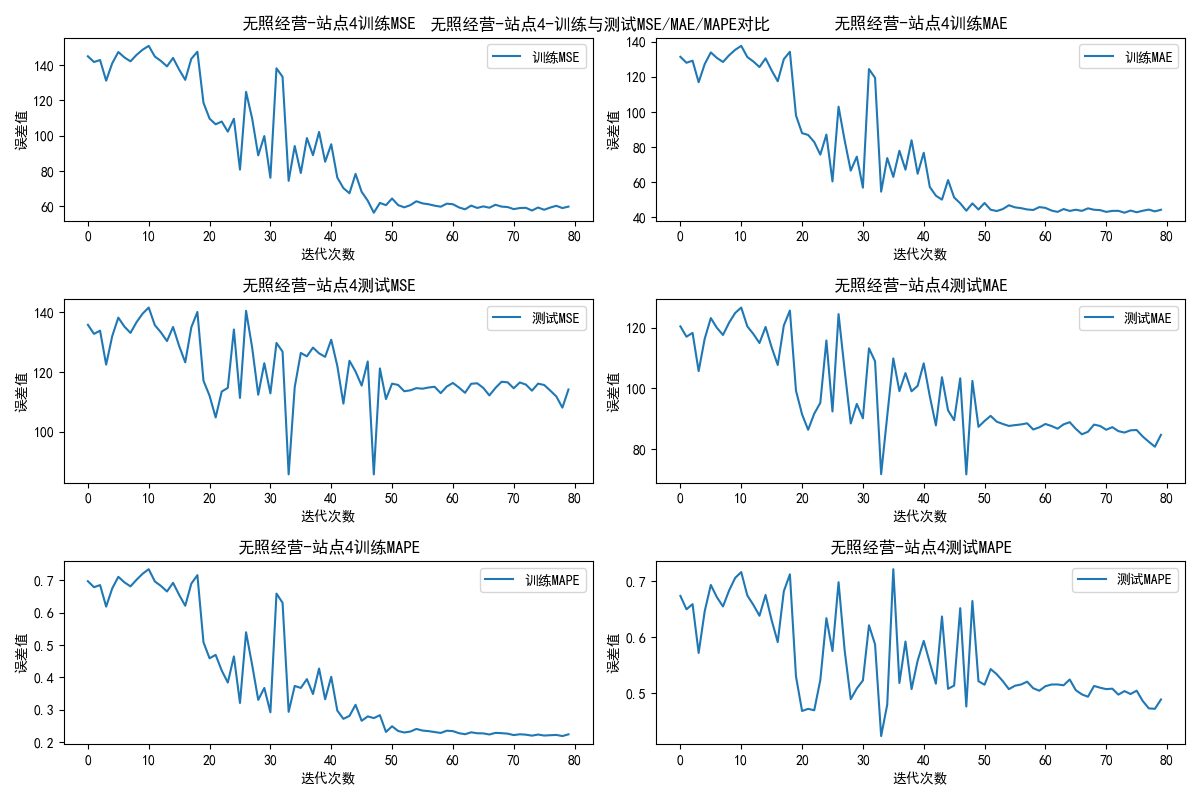 无照经营-站点4-训练与测试MSE/MAE/MAPE对比
无照经营-站点4训练MSE
训练MSE
误差值
140
120
100
80
60
0 10 20 30 40 50 60 70 80
迭代次数
无照经营-站点4训练MAE
训练MAE
误差值
140
120
100
80
60
40
0 10 20 30 40 50 60 70 80
迭代次数
无照经营-站点4测试MSE
测试MSE
误差值
140
120
100
0 10 20 30 40 50 60 70 80
迭代次数
无照经营-站点4测试MAE
测试MAE
误差值
120
100
80
0 10 20 30 40 50 60 70 80
迭代次数
无照经营-站点4训练MAPE
训练MAPE
误差值
0.7
0.6
0.5
0.4
0.3
0.2
0 10 20 30 40 50 60 70 80
迭代次数
无照经营-站点4测试MAPE
测试MAPE
误差值
0.7
0.6
0.5
0 10 20 30 40 50 60 70 80
迭代次数